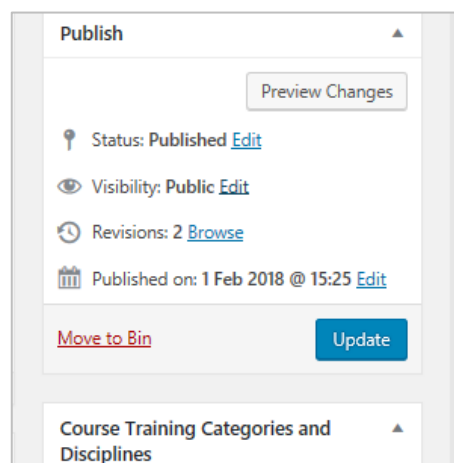 Publish
Preview Changes
Status: Published Edit
Visibility: Public Edit
Revisions: 2 Browse
Published on: 1 Feb 2018 @ 15:25 Edit
Move to Bin
Update
Course Training Categories and
Disciplines